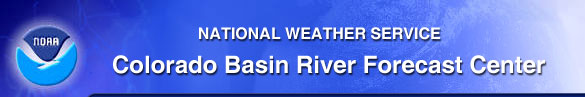 NOAA
NATIONAL WEATHER SERVICE
Colorado Basin River Forecast Center